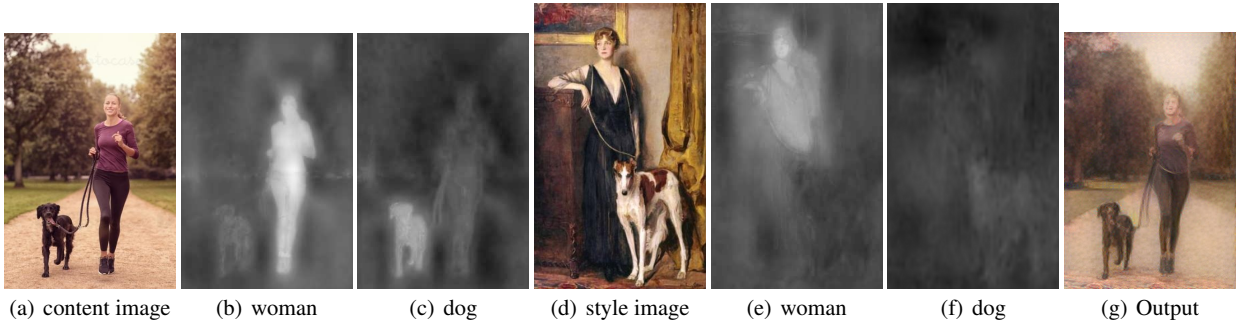 (a) content image
(b) woman
(c) dog
(d) style image
(e) woman
(f) dog
(g) Output